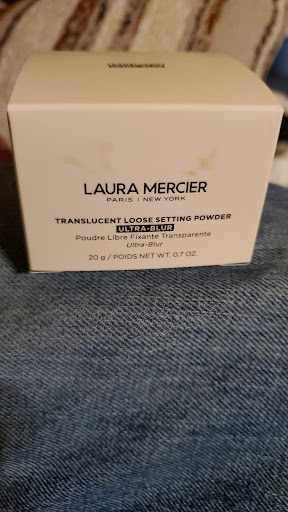 LAURA MERCIER
PARIS | NEW YORK
TRANSLUCENT LOOSE SETTING POWDER
ULTRA-BLUR
Poudre Libre Fixante Transparente
Ultra-Blur
20 g / POIDS NET WT. 0.7 OZ.